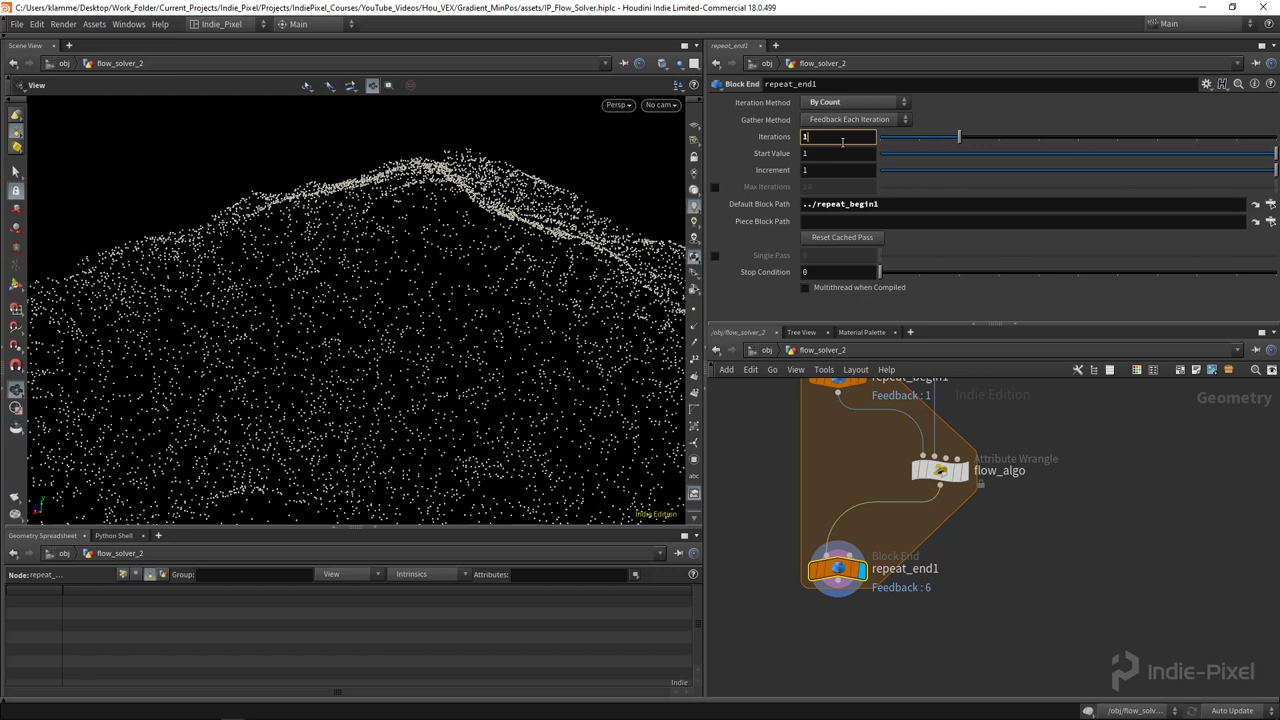 C:/Users/klamme/Desktop/Work_Folder/Current_Projects/Projects/IndiePixel_Courses/YouTube_Videos/Hou_VEX/Gradient_MinPos/assets/IP_Flow_Solver.hiplc - Houdini Indie Limited-Commercial 18.0.499
File Edit Render Assets Windows Help Indie_Pixel Main Main
Scene View
obj flow_solver_2
View
Persp No cam
Indie Edition
repeat_end1
obj flow_solver_2
Block End repeat_end1
Iteration Method By Count
Gather Method Feedback Each Iteration
Iterations 1
Start Value 1
Increment 1
Max Iterations 10
Default Block Path ../repeat_begin1
Piece Block Path
Reset Cached Pass
Single Pass 0
Stop Condition 0
Multithread when Compiled
/obj/flow_solver_2 Tree View Material Palette
obj flow_solver_2
Add Edit View Tools Layout Help
repeat_begin1
Feedback : 1
Indie Edition
Geometry
Attribute Wrangle
flow_algo
Block End
repeat_end1
Feedback : 6
Indie-Pixel
Geometry Spreadsheet Python Shell
obj flow_solver_2
Node: repeat_... Group: View Intrinsics Attributes:
Indie
/obj/flow_solv... Auto Update